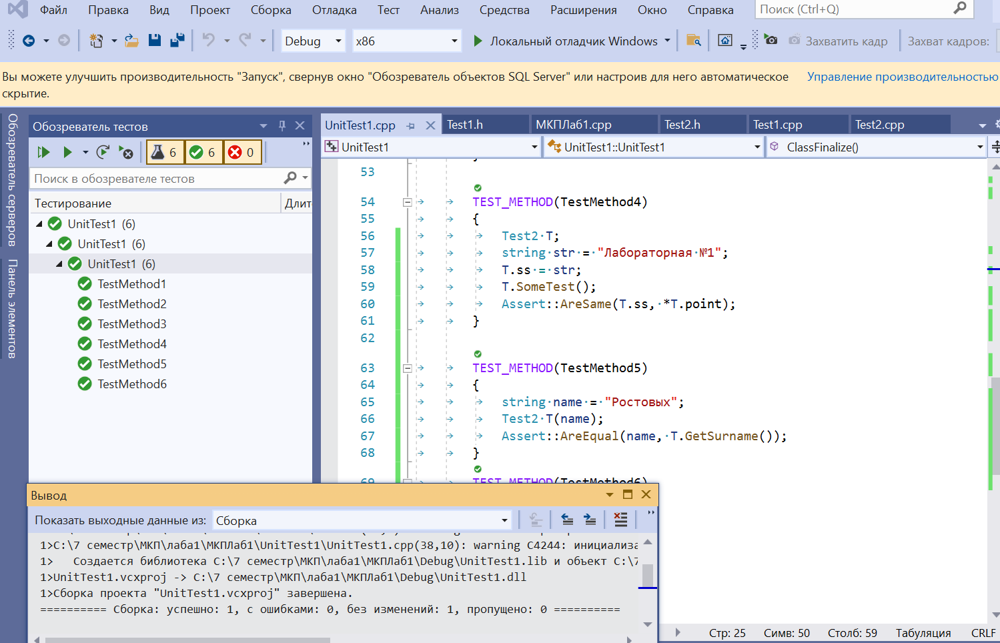 Файл Правка Вид Проект Сборка Отладка Тест Анализ Средства Расширения Окно Справка Поиск (Ctrl+Q)
Debug x86 Локальный отладчик Windows Захватить кадр Захват кадров:
Вы можете улучшить производительность "Запуск", свернув окно "Обозреватель объектов SQL Server" или настроив для него автоматическое скрытие. Управление производительностью
Обозреватель серверов
Панель элементов
Обозреватель тестов
6 6 0
Поиск в обозревателе тестов
Тестирование Длит
UnitTest1 (6)
UnitTest1 (6)
UnitTest1 (6)
TestMethod1
TestMethod2
TestMethod3
TestMethod4
TestMethod5
TestMethod6
UnitTest1.cpp Test1.h МКПЛаб1.cpp Test2.h Test1.cpp Test2.cpp
UnitTest1 UnitTest1::UnitTest1 ClassFinalize()
53
54 TEST_METHOD(TestMethod4)
55 {
56 Test2 T;
57 string str = "Лабораторная №1";
58 T.ss = str;
59 T.SomeTest();
60 Assert::AreSame(T.ss, *T.point);
61 }
62
63 TEST_METHOD(TestMethod5)
64 {
65 string name = "Ростовых";
66 Test2 T(name);
67 Assert::AreEqual(name, T.GetSurname());
68 }
69 TEST_METHOD(TestMethod6)
Вывод
Показать выходные данные из: Сборка
1>C:\7 семестр\МКП\лаба1\МКПЛаб1\UnitTest1\UnitTest1.cpp(38,10): warning C4244: инициализа
1> Создается библиотека C:\7 семестр\МКП\лаба1\МКПЛаб1\Debug\UnitTest1.lib и объект C:\7
1>UnitTest1.vcxproj -> C:\7 семестр\МКП\лаба1\МКПЛаб1\Debug\UnitTest1.dll
1>Сборка проекта "UnitTest1.vcxproj" завершена.
========== Сборка: успешно: 1, с ошибками: 0, без изменений: 1, пропущено: 0 ==========
Стр: 25 Симв: 50 Столб: 59 Табуляция CRLF